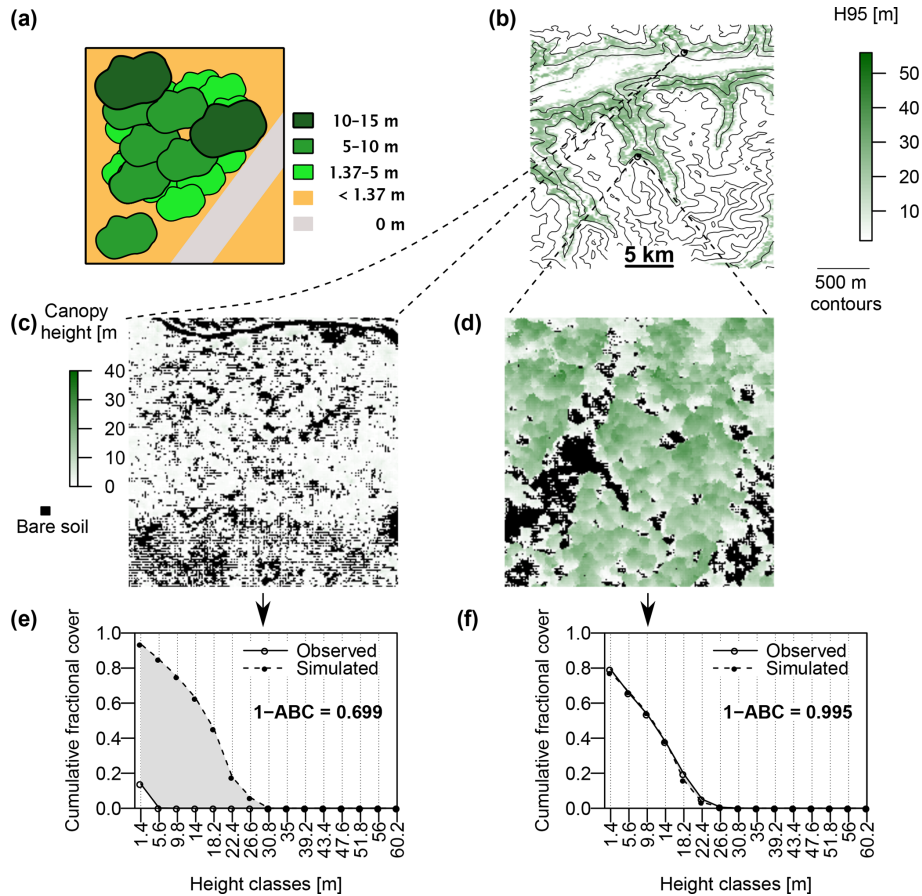 (a)
10–15 m
5–10 m
1.37–5 m
< 1.37 m
0 m
(b)
5 km
H95 [m]
50
40
30
20
10
500 m
contours
(c)
Canopy
height [m
40
30
20
10
0
Bare soil
(d)
(e)
Cumulative fractional cover
1.0
0.8
0.6
0.4
0.2
0.0
Observed
Simulated
1−ABC = 0.699
1.4
5.6
9.8
14
18.2
22.4
26.6
30.8
35
39.2
43.4
47.6
51.8
56
60.2
Height classes [m]
(f)
Cumulative fractional cover
1.0
0.8
0.6
0.4
0.2
0.0
Observed
Simulated
1−ABC = 0.995
1.4
5.6
9.8
14
18.2
22.4
26.6
30.8
35
39.2
43.4
47.6
51.8
56
60.2
Height classes [m]